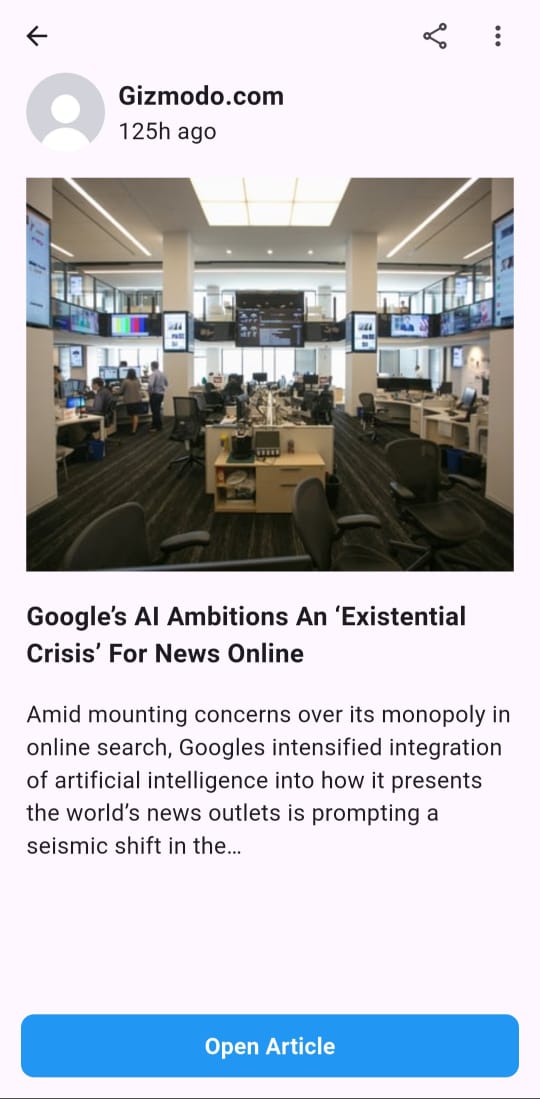 Gizmodo.com
125h ago
Google’s AI Ambitions An ‘Existential
Crisis’ For News Online
Amid mounting concerns over its monopoly in
online search, Googles intensified integration
of artificial intelligence into how it presents
the world’s news outlets is prompting a
seismic shift in the…
Open Article